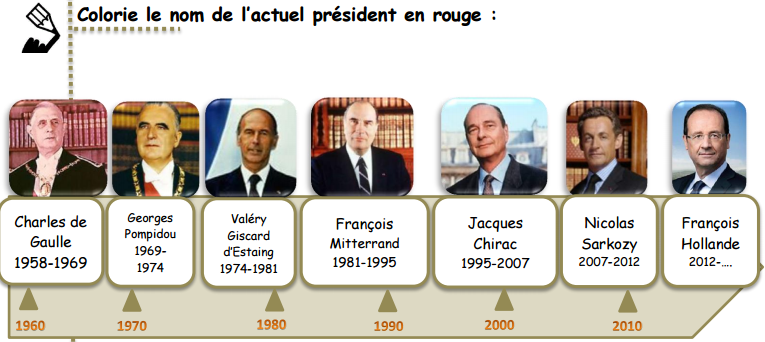 Colorie le nom de l'actuel président en rouge :
Charles de
Gaulle
1958-1969
Georges
Pompidou
1969-
1974
Valéry
Giscard
d'Estaing
1974-1981
François
Mitterrand
1981-1995
Jacques
Chirac
1995-2007
Nicolas
Sarkozy
2007-2012
François
Hollande
2012-....
1960
1970
1980
1990
2000
2010